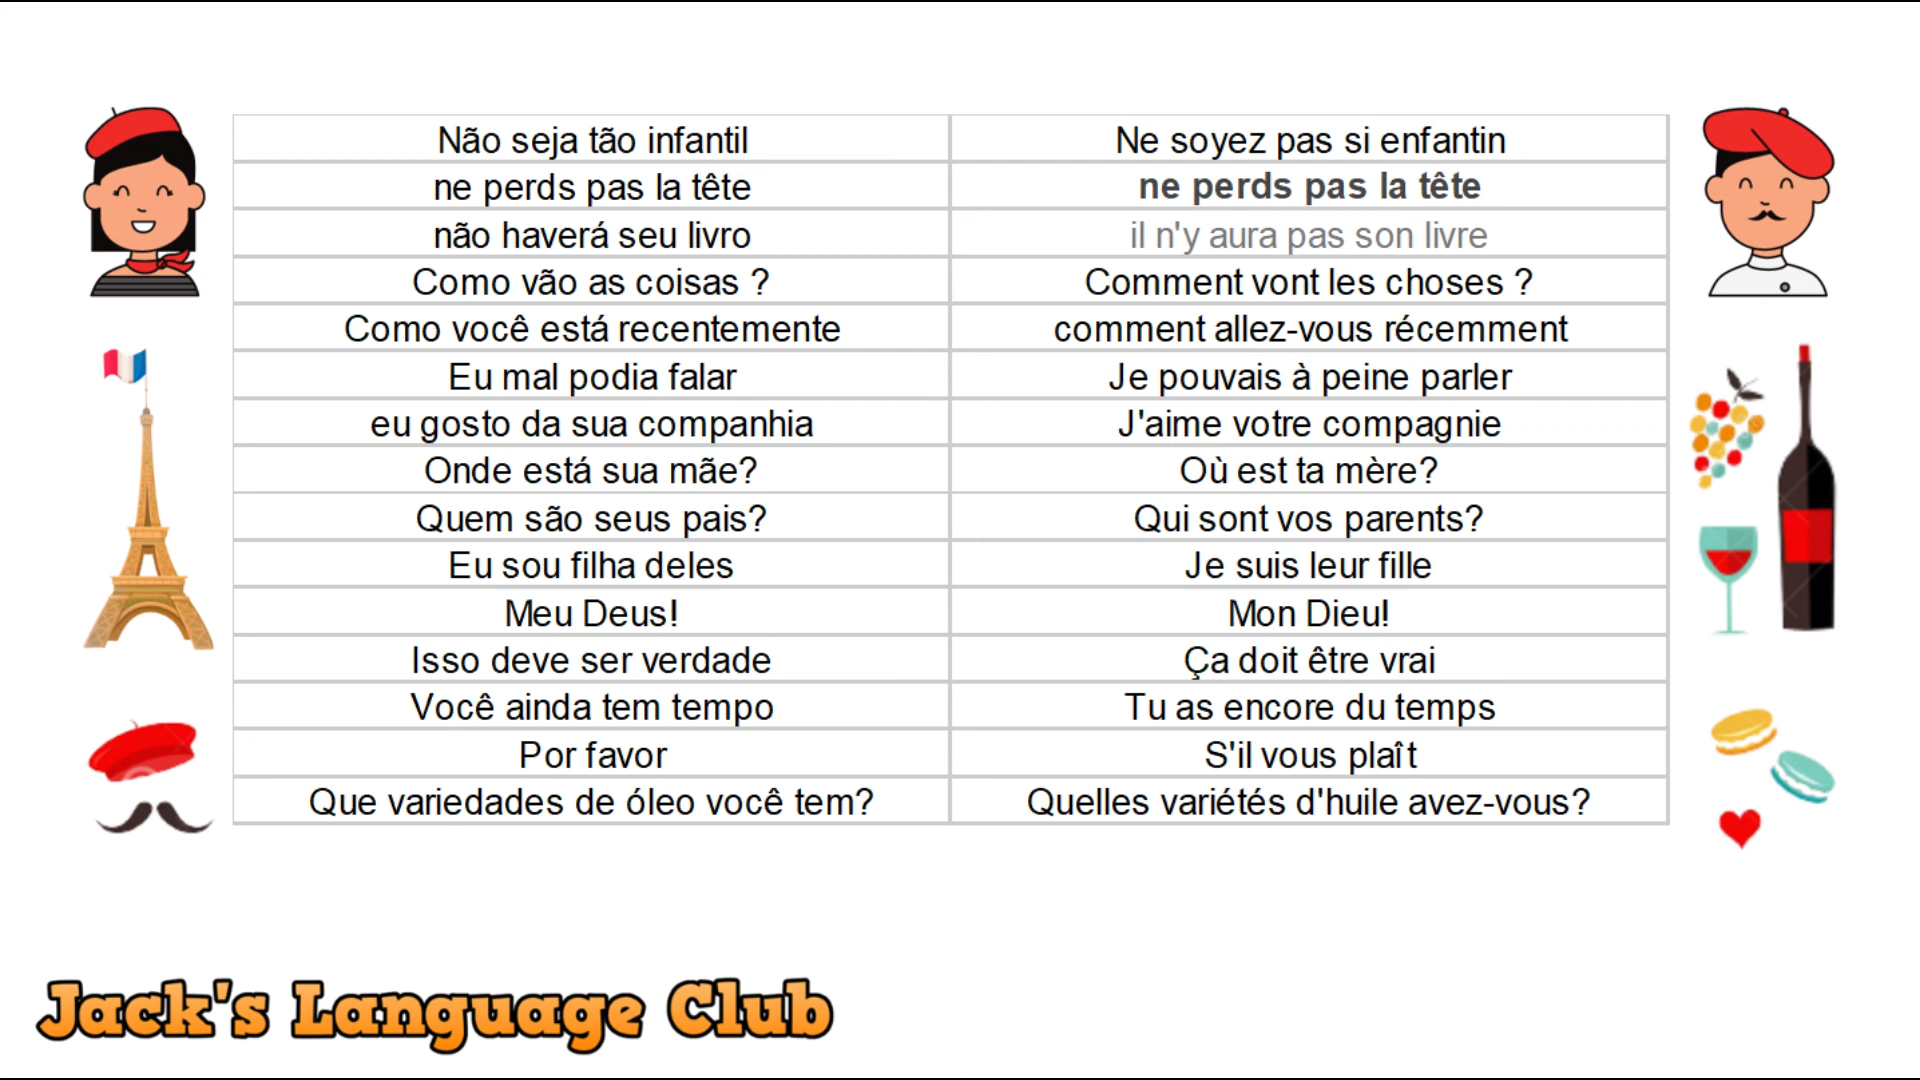 Não seja tão infantil Ne soyez pas si enfantin
ne perds pas la tête ne perds pas la tête
não haverá seu livro il n'y aura pas son livre
Como vão as coisas ? Comment vont les choses ?
Como você está recentemente comment allez-vous récemment
Eu mal podia falar Je pouvais à peine parler
eu gosto da sua companhia J'aime votre compagnie
Onde está sua mãe? Où est ta mère?
Quem são seus pais? Qui sont vos parents?
Eu sou filha deles Je suis leur fille
Meu Deus! Mon Dieu!
Isso deve ser verdade Ça doit être vrai
Você ainda tem tempo Tu as encore du temps
Por favor S'il vous plaît
Que variedades de óleo você tem? Quelles variétés d'huile avez-vous?
Jack's Language Club